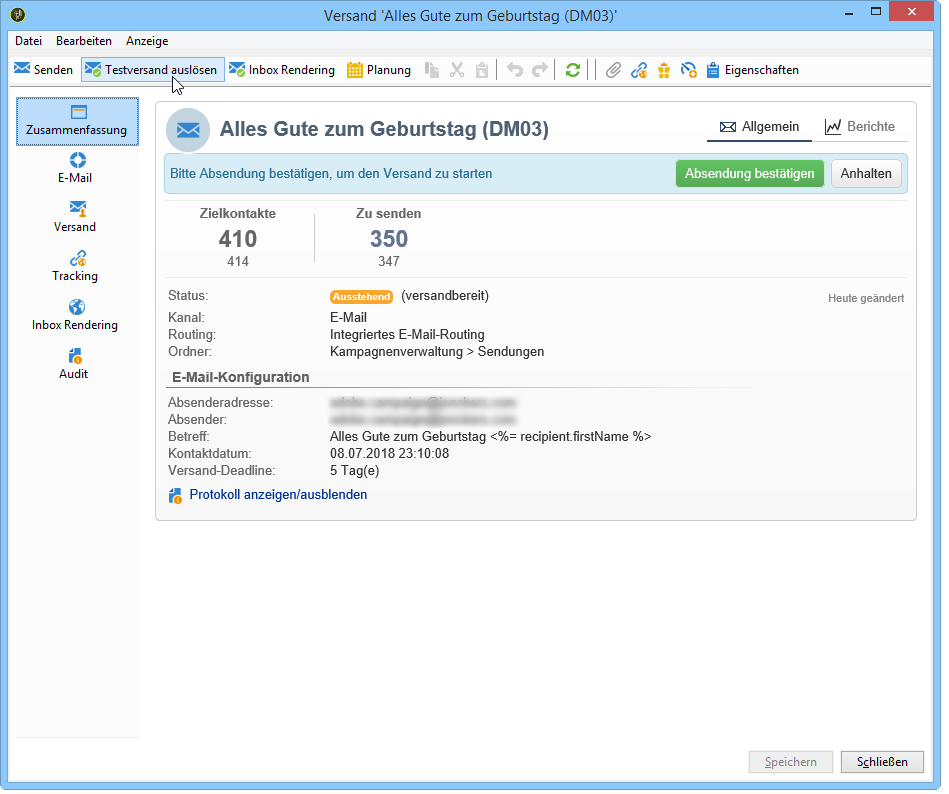 Versand 'Alles Gute zum Geburtstag (DM03)'
Datei Bearbeiten Anzeige
Senden Testversand auslösen Inbox Rendering Planung Eigenschaften
Zusammenfassung
E-Mail
Versand
Tracking
Inbox Rendering
Audit
Alles Gute zum Geburtstag (DM03)
Allgemein Berichte
Bitte Absendung bestätigen, um den Versand zu starten
Absendung bestätigen Anhalten
Zielkontakte Zu senden
410 350
414 347
Status: Ausstehend (versandbereit)
Heute geändert
Kanal: E-Mail
Routing: Integriertes E-Mail-Routing
Ordner: Kampagnenverwaltung > Sendungen
E-Mail-Konfiguration
Absenderadresse:
Absender:
Betreff: Alles Gute zum Geburtstag <%= recipient.firstName %>
Kontaktdatum: 08.07.2018 23:10:08
Versand-Deadline: 5 Tag(e)
Protokoll anzeigen/ausblenden
Speichern Schließen